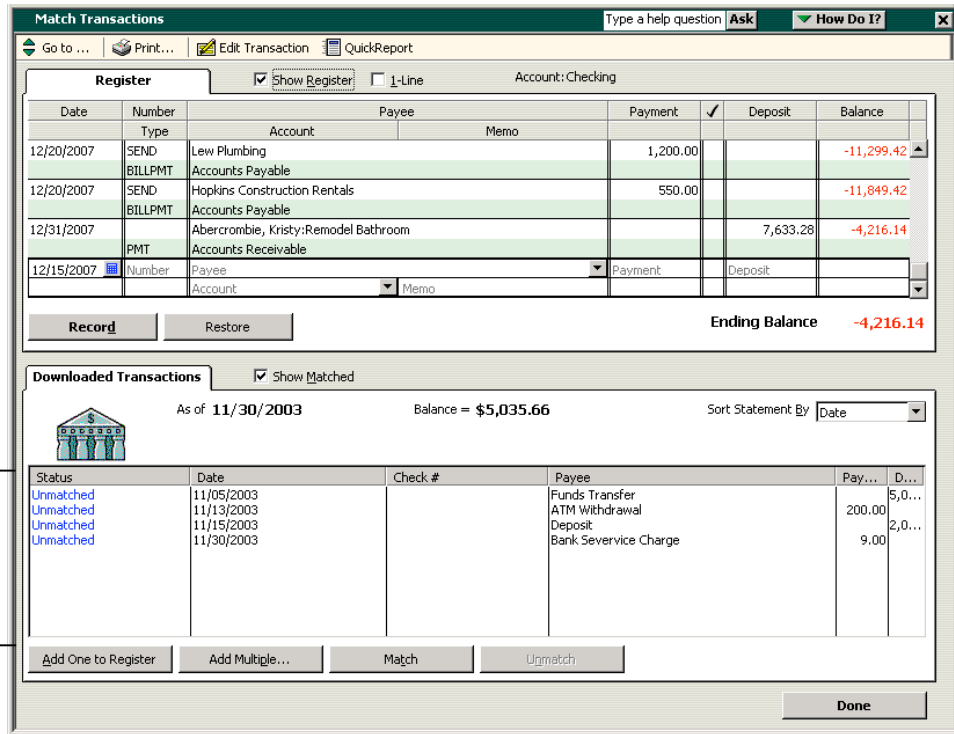 Match Transactions Type a help question Ask How Do I?
Go to ... Print... Edit Transaction QuickReport
Register Show Register 1-Line Account: Checking
Date Number Payee Payment ✓ Deposit Balance
Type Account Memo
12/20/2007 SEND Lew Plumbing 1,200.00 -11,299.42
BILLPMT Accounts Payable
12/20/2007 SEND Hopkins Construction Rentals 550.00 -11,849.42
BILLPMT Accounts Payable
12/31/2007 Abercrombie, Kristy:Remodel Bathroom 7,633.28 -4,216.14
PMT Accounts Receivable
12/15/2007 Number Payee Payment Deposit
Account Memo
Record Restore Ending Balance -4,216.14
Downloaded Transactions Show Matched
As of 11/30/2003 Balance = $5,035.66 Sort Statement By Date
Status Date Check # Payee Pay... D...
Unmatched 11/05/2003 Funds Transfer 5,0...
Unmatched 11/13/2003 ATM Withdrawal 200.00
Unmatched 11/15/2003 Deposit 2,0...
Unmatched 11/30/2003 Bank Severvice Charge 9.00
Add One to Register Add Multiple... Match Unmatch
Done